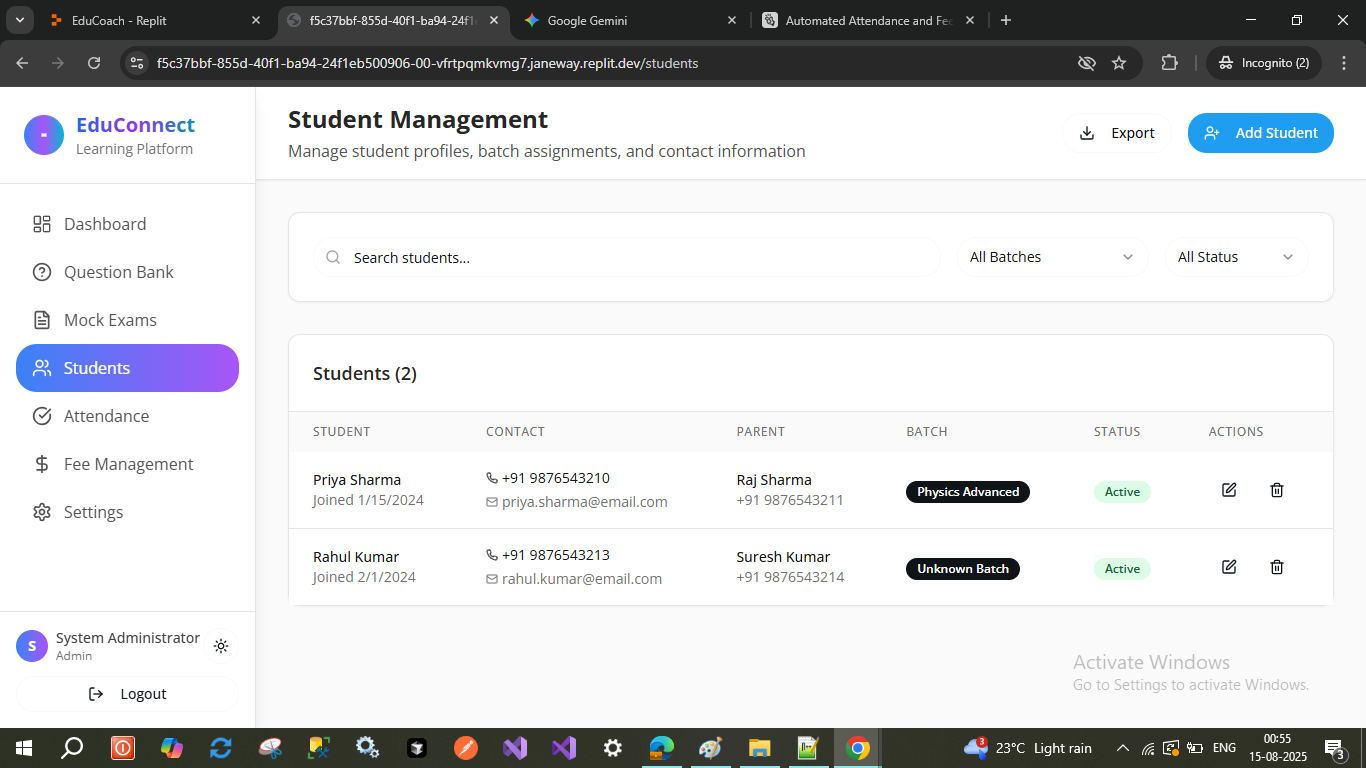 EduCoach - Replit
f5c37bbf-855d-40f1-ba94-24f1
Google Gemini
Automated Attendance and Fee
f5c37bbf-855d-40f1-ba94-24f1eb500906-00-vfrtpqmkvmg7.janeway.replit.dev/students
Incognito (2)
EduConnect
Learning Platform
Dashboard
Question Bank
Mock Exams
Students
Attendance
Fee Management
Settings
S
System Administrator
Admin
Logout
Student Management
Manage student profiles, batch assignments, and contact information
Export
Add Student
Search students...
All Batches
All Status
Students (2)
STUDENT CONTACT PARENT BATCH STATUS ACTIONS
Priya Sharma +91 9876543210 Raj Sharma Physics Advanced Active
Joined 1/15/2024 priya.sharma@email.com +91 9876543211
Rahul Kumar +91 9876543213 Suresh Kumar Unknown Batch Active
Joined 2/1/2024 rahul.kumar@email.com +91 9876543214
Activate Windows
Go to Settings to activate Windows.
3
23°C Light rain
ENG
00:55
15-08-2025
3